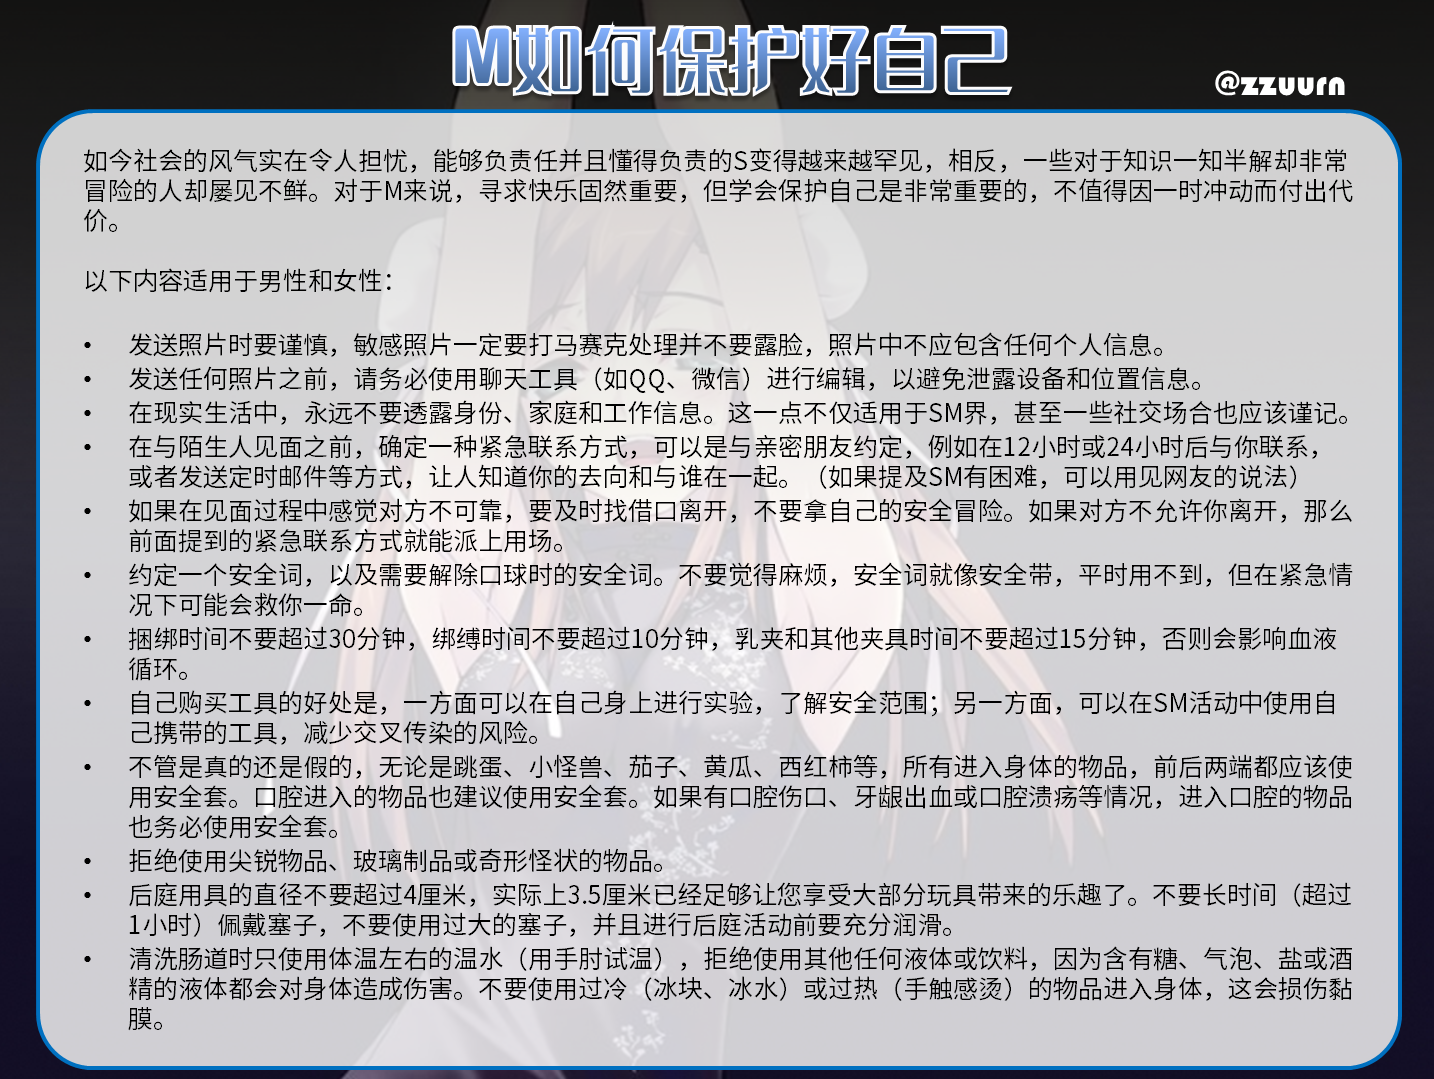 M如何保护好自己
@zzuurn
如今社会的风气实在令人担忧，能够负责任并且懂得负责的S变得越来越罕见，相反，一些对于知识一知半解却非常
冒险的人却屡见不鲜。对于M来说，寻求快乐固然重要，但学会保护自己是非常重要的，不值得因一时冲动而付出代
价。
以下内容适用于男性和女性：
• 发送照片时要谨慎，敏感照片一定要打马赛克处理并不要露脸，照片中不应包含任何个人信息。
• 发送任何照片之前，请务必使用聊天工具（如QQ、微信）进行编辑，以避免泄露设备和位置信息。
• 在现实生活中，永远不要透露身份、家庭和工作信息。这一点不仅适用于SM界，甚至一些社交场合也应该谨记。
• 在与陌生人见面之前，确定一种紧急联系方式，可以是与亲密朋友约定，例如在12小时或24小时后与你联系，
或者发送定时邮件等方式，让人知道你的去向和与谁在一起。（如果提及SM有困难，可以用见网友的说法）
• 如果在见面过程中感觉对方不可靠，要及时找借口离开，不要拿自己的安全冒险。如果对方不允许你离开，那么
前面提到的紧急联系方式就能派上用场。
• 约定一个安全词，以及需要解除口球时的安全词。不要觉得麻烦，安全词就像安全带，平时用不到，但在紧急情
况下可能会救你一命。
• 捆绑时间不要超过30分钟，绑缚时间不要超过10分钟，乳夹和其他夹具时间不要超过15分钟，否则会影响血液
循环。
• 自己购买工具的好处是，一方面可以在自己身上进行实验，了解安全范围；另一方面，可以在SM活动中使用自
己携带的工具，减少交叉传染的风险。
• 不管是真的还是假的，无论是跳蛋、小怪兽、茄子、黄瓜、西红柿等，所有进入身体的物品，前后两端都应该使
用安全套。口腔进入的物品也建议使用安全套。如果有口腔伤口、牙龈出血或口腔溃疡等情况，进入口腔的物品
也务必使用安全套。
• 拒绝使用尖锐物品、玻璃制品或奇形怪状的物品。
• 后庭用具的直径不要超过4厘米，实际上3.5厘米已经足够让您享受大部分玩具带来的乐趣了。不要长时间（超过
1小时）佩戴塞子，不要使用过大的塞子，并且进行后庭活动前要充分润滑。
• 清洗肠道时只使用体温左右的温水（用手肘试温），拒绝使用其他任何液体或饮料，因为含有糖、气泡、盐或酒
精的液体都会对身体造成伤害。不要使用过冷（冰块、冰水）或过热（手触感烫）的物品进入身体，这会损伤黏
膜。